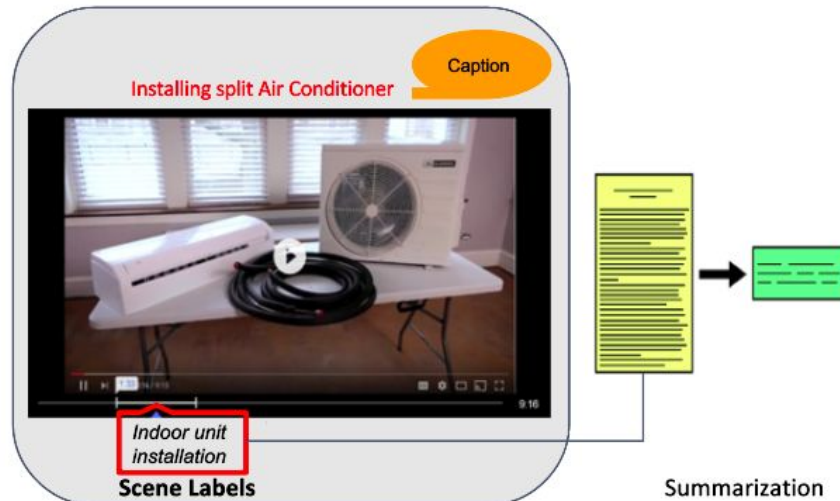 Caption
Installing split Air Conditioner
9:16
Indoor unit
installation
Scene Labels
Summarization